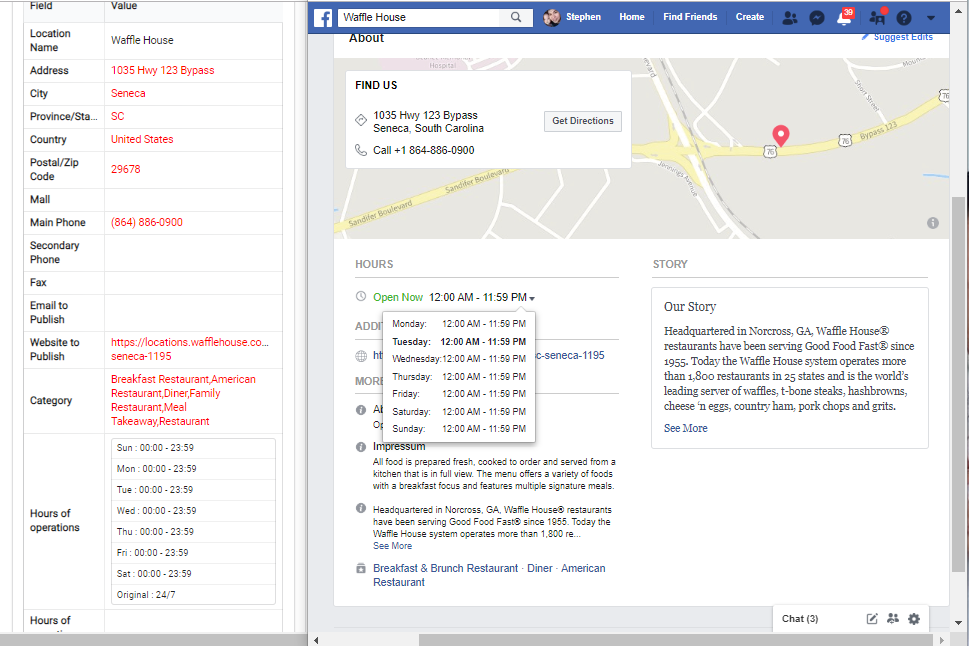 Field Value
Location
Name
Waffle House
Address 1035 Hwy 123 Bypass
City Seneca
Province/Sta... SC
Country United States
Postal/Zip
Code
29678
Mall
Main Phone (864) 886-0900
Secondary
Phone
Fax
Email to
Publish
Website to
Publish
https://locations.wafflehouse.co...
seneca-1195
Category
Breakfast Restaurant,American
Restaurant,Diner,Family
Restaurant,Meal
Takeaway,Restaurant
Hours of
operations
Sun : 00:00 - 23:59
Mon : 00:00 - 23:59
Tue : 00:00 - 23:59
Wed : 00:00 - 23:59
Thu : 00:00 - 23:59
Fri : 00:00 - 23:59
Sat : 00:00 - 23:59
Original : 24/7
Hours of
Waffle House
Stephen Home Find Friends Create 39
About
Suggest Edits
Hospital
FIND US
1035 Hwy 123 Bypass
Seneca, South Carolina
Get Directions
Call +1 864-886-0900
Sandifer Boulevard
Sandifer Boulevard
Jennings Avenue
Short Street
Bypass 123
76
76
76
HOURS
Open Now 12:00 AM - 11:59 PM
Monday: 12:00 AM - 11:59 PM
Tuesday: 12:00 AM - 11:59 PM
Wednesday: 12:00 AM - 11:59 PM
Thursday: 12:00 AM - 11:59 PM
Friday: 12:00 AM - 11:59 PM
Saturday: 12:00 AM - 11:59 PM
Sunday: 12:00 AM - 11:59 PM
ADDI
ht
sc-seneca-1195
MORE
Ab
Op
Impressum
All food is prepared fresh, cooked to order and served from a
kitchen that is in full view. The menu offers a variety of foods
with a breakfast focus and features multiple signature meals.
Headquartered in Norcross, GA, Waffle House® restaurants
have been serving Good Food Fast® since 1955. Today the
Waffle House system operates more than 1,800 re...
See More
Breakfast & Brunch Restaurant · Diner · American
Restaurant
STORY
Our Story
Headquartered in Norcross, GA, Waffle House®
restaurants have been serving Good Food Fast® since
1955. Today the Waffle House system operates more
than 1,800 restaurants in 25 states and is the world's
leading server of waffles, t-bone steaks, hashbrowns,
cheese 'n eggs, country ham, pork chops and grits.
See More
Chat (3)